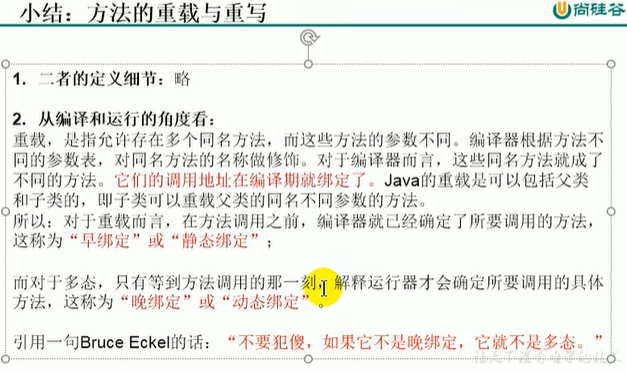 小结：方法的重载与重写
尚硅谷
1. 二者的定义细节：略
2. 从编译和运行的角度看：
重载，是指允许存在多个同名方法，而这些方法的参数不同。编译器根据方法不
同的参数表，对同名方法的名称做修饰。对于编译器而言，这些同名方法就成了
不同的方法。它们的调用地址在编译期就绑定了。Java的重载是可以包括父类
和子类的，即子类可以重载父类的同名不同参数的方法。
所以：对于重载而言，在方法调用之前，编译器就已经确定了所要调用的方法，
这称为“早绑定”或“静态绑定”；
而对于多态，只有等到方法调用的那一刻，解释运行器才会确定所要调用的具体
方法，这称为“晚绑定”或“动态绑定”。
引用一句Bruce Eckel的话：“不要犯傻，如果它不是晚绑定，它就不是多态。”